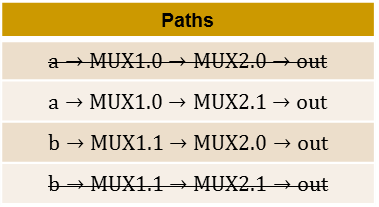 Paths
a → MUX1.0 → MUX2.0 → out
a → MUX1.0 → MUX2.1 → out
b → MUX1.1 → MUX2.0 → out
b → MUX1.1 → MUX2.1 → out